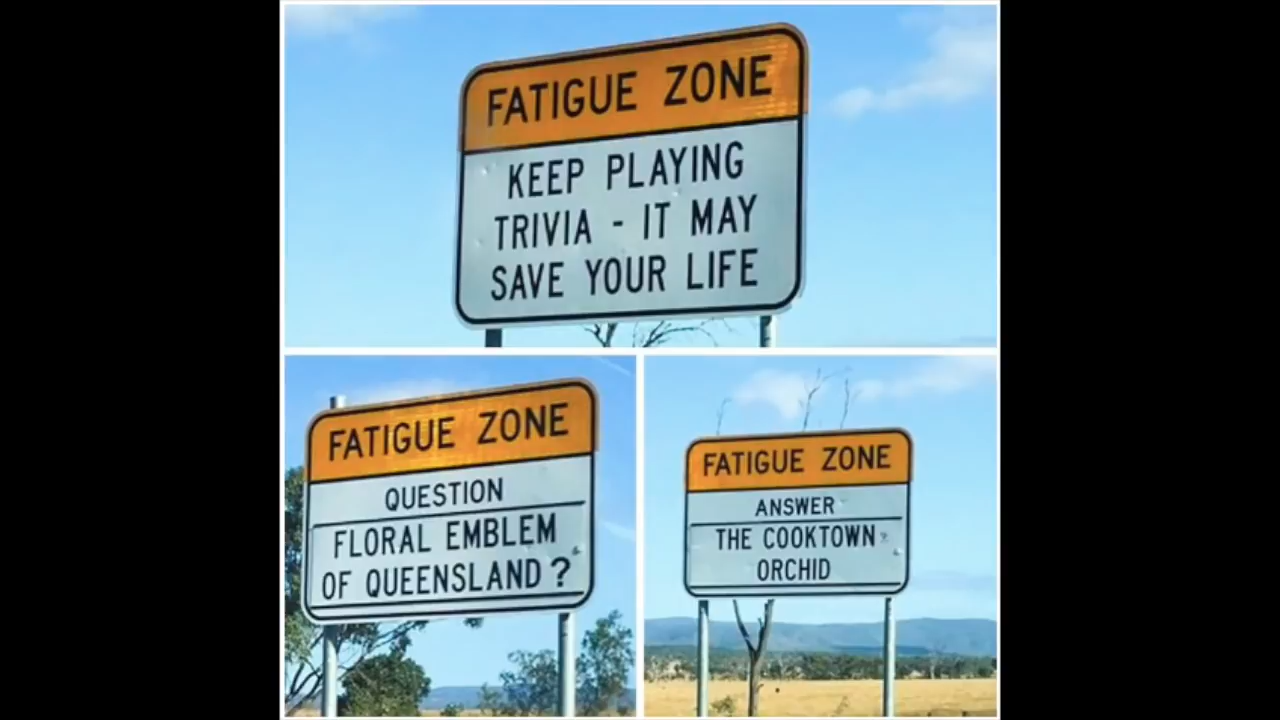 FATIGUE ZONE
KEEP PLAYING
TRIVIA - IT MAY
SAVE YOUR LIFE
FATIGUE ZONE
QUESTION
FLORAL EMBLEM
OF QUEENSLAND ?
FATIGUE ZONE
ANSWER
THE COOKTOWN
ORCHID